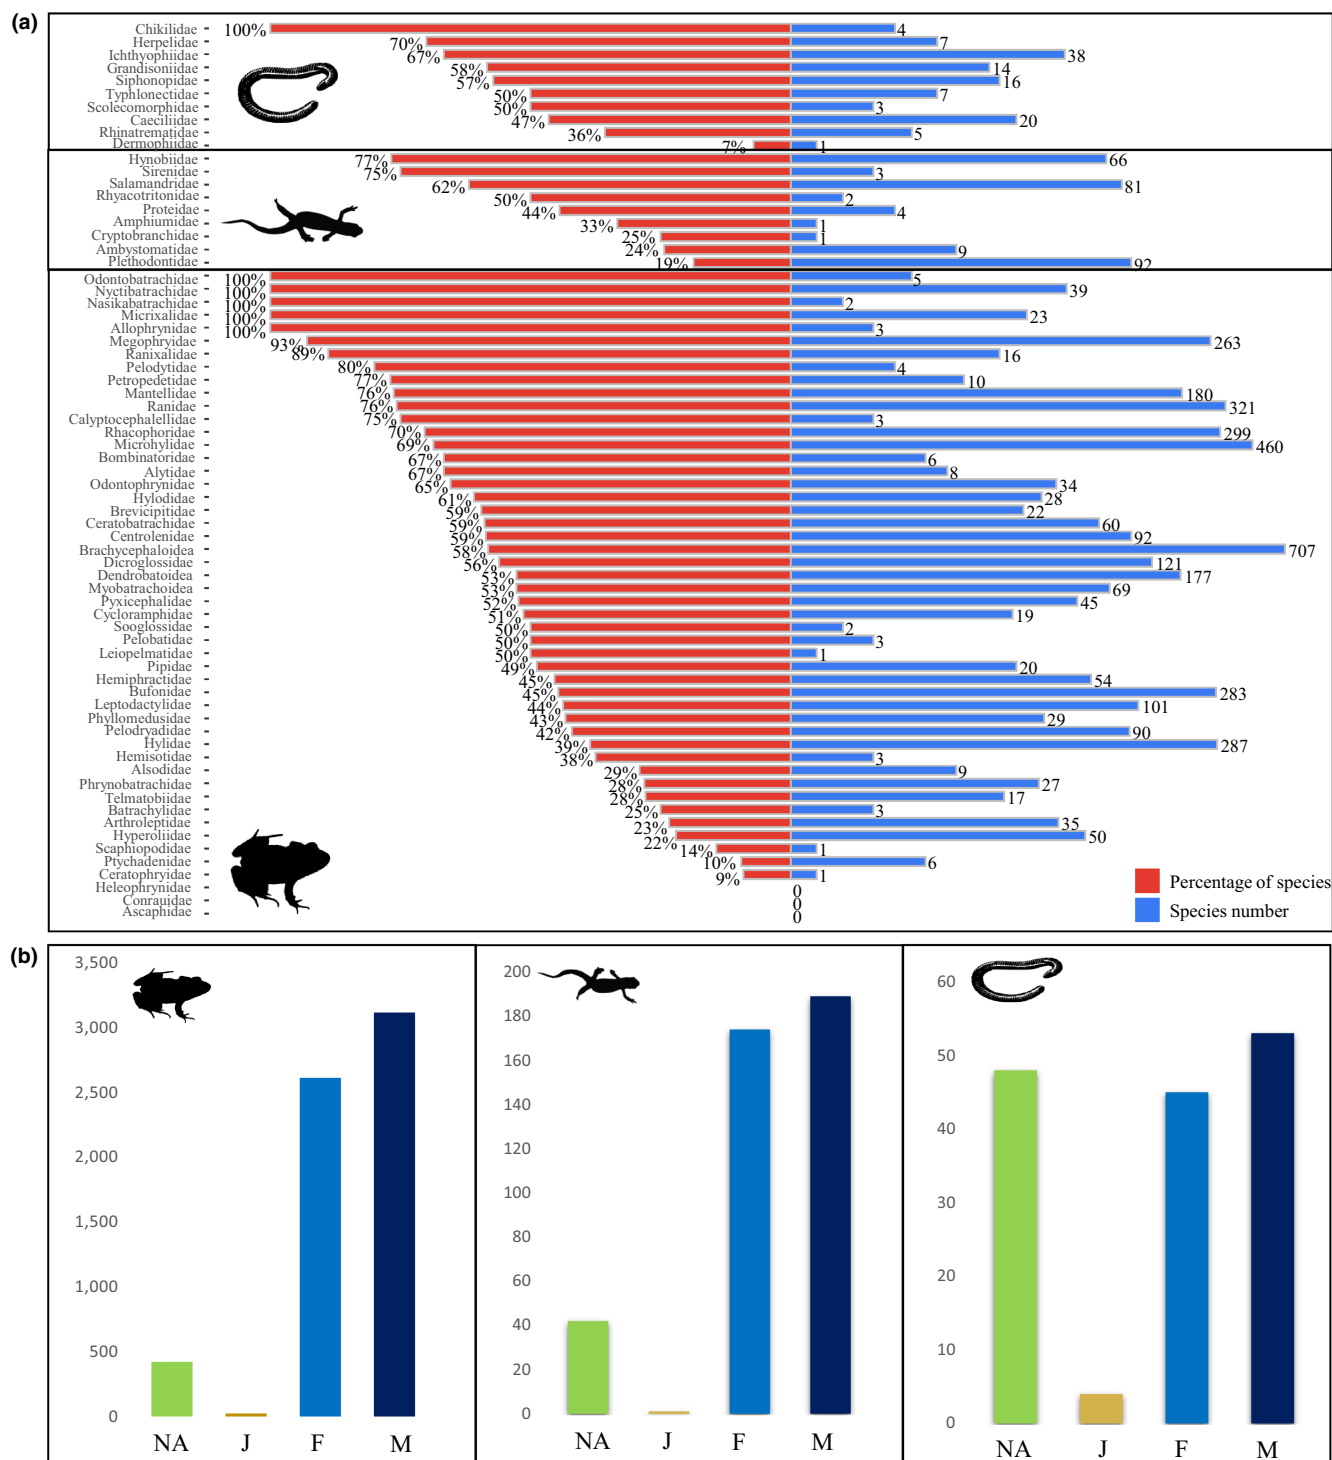 (a)
Chikilidae - 100% 4
Herpelidae - 70% 7
Ichthyophiidae - 67% 38
Grandisoniidae - 58% 14
Siphonopidae - 57% 16
Typhlonectidae - 50% 7
Scolecomorphidae - 50% 3
Caeciliidae - 47% 20
Rhinatrematidae - 36% 5
Dermophiidae - 7% 1
Hynobiidae - 77% 66
Sirenidae - 75% 3
Salamandridae - 62% 81
Rhyacotritonidae - 50% 2
Proteidae - 44% 4
Amphiumidae - 33% 1
Cryptobranchidae - 25% 1
Ambystomatidae - 24% 9
Plethodontidae - 19% 92
Odontobatrachidae - 100% 5
Nyctibatrachidae - 100% 39
Nasikabatrachidae - 100% 2
Micrixalidae - 100% 23
Allophrynidae - 100% 3
Megophryidae - 93% 263
Ranixalidae - 89% 16
Pelodytidae - 80% 4
Petropedetidae - 77% 10
Mantellidae - 76% 180
Ranidae - 76% 321
Calyptocephalellidae - 75% 3
Rhacophoridae - 70% 299
Microhylidae - 69% 460
Bombinatoridae - 67% 6
Alytidae - 67% 8
Odontophrynidae - 65% 34
Hylodidae - 61% 28
Brevicipitidae - 59% 22
Ceratobatrachidae - 59% 60
Centrolenidae - 59% 92
Brachycephaloidea - 58% 707
Dicroglossidae - 56% 121
Dendrobatoidea - 53% 177
Myobatrachoidea - 53% 69
Pyxicephalidae - 52% 45
Cycloramphidae - 51% 19
Sooglossidae - 50% 2
Pelobatidae - 50% 3
Leiopelmatidae - 50% 1
Pipidae - 49% 20
Hemiphractidae - 45% 54
Bufonidae - 45% 283
Leptodactylidae - 44% 101
Phyllomedusidae - 43% 29
Pelodryadidae - 42% 90
Hylidae - 39% 287
Hemisotidae - 38% 3
Alsodidae - 29% 9
Phrynobatrachidae - 28% 27
Telmatobiidae - 28% 17
Batrachylidae - 25% 3
Arthroleptidae - 23% 35
Hyperoliidae - 22% 50
Scaphiopodidae - 14% 1
Ptychadenidae - 10% 6
Ceratophryidae - 9% 1
Heleophrynidae - 0
Conrauidae - 0
Ascaphidae - 0
Percentage of species
Species number
(b)
3,500
3,000
2,500
2,000
1,500
1,000
500
0
NA J F M
200
180
160
140
120
100
80
60
40
20
0
NA J F M
60
50
40
30
20
10
0
NA J F M